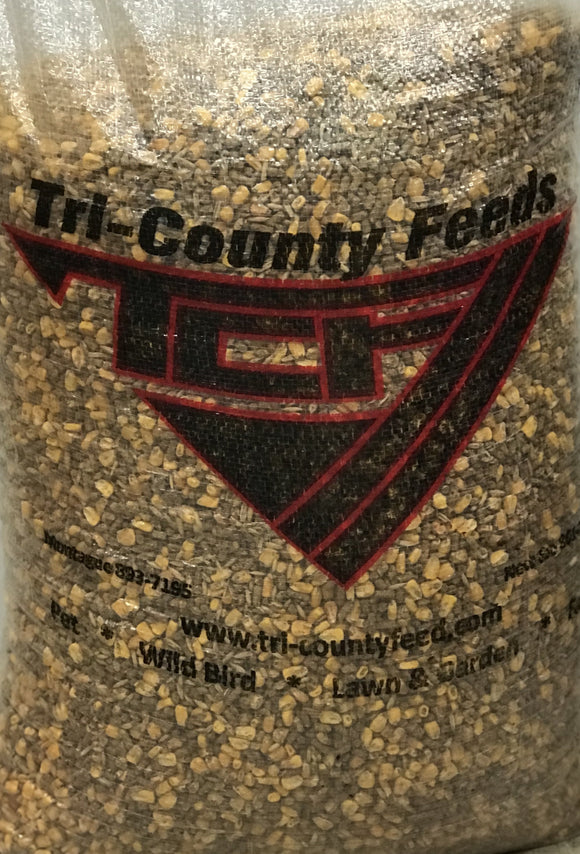 Tri-County Feeds
TCF
Montague 893-7195
www.tri-countyfeed.com
Pet * Wild Bird * Lawn & Garden *